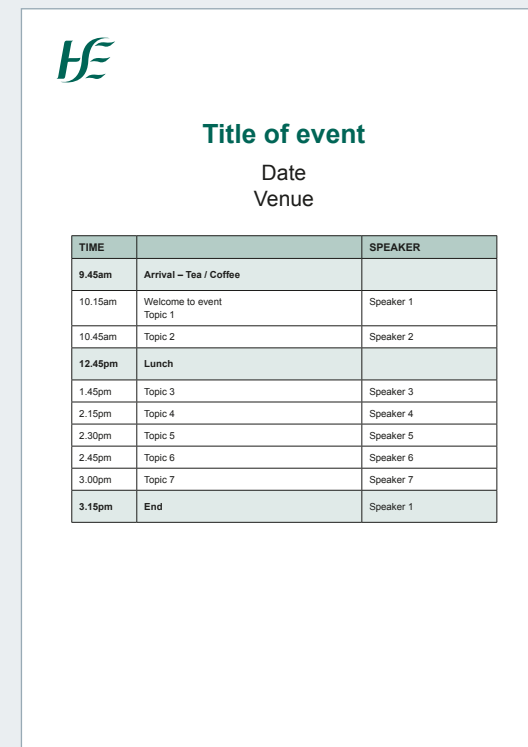 HSE
Title of event
Date
Venue
TIME SPEAKER
9.45am Arrival – Tea / Coffee
10.15am Welcome to event Speaker 1
Topic 1
10.45am Topic 2 Speaker 2
12.45pm Lunch
1.45pm Topic 3 Speaker 3
2.15pm Topic 4 Speaker 4
2.30pm Topic 5 Speaker 5
2.45pm Topic 6 Speaker 6
3.00pm Topic 7 Speaker 7
3.15pm End Speaker 1